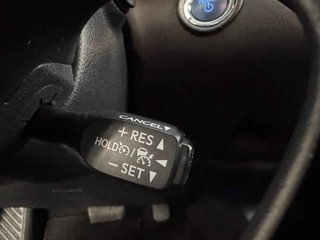 CANCEL▼
+ RES ▲
HOLD / ◀
− SET ▼